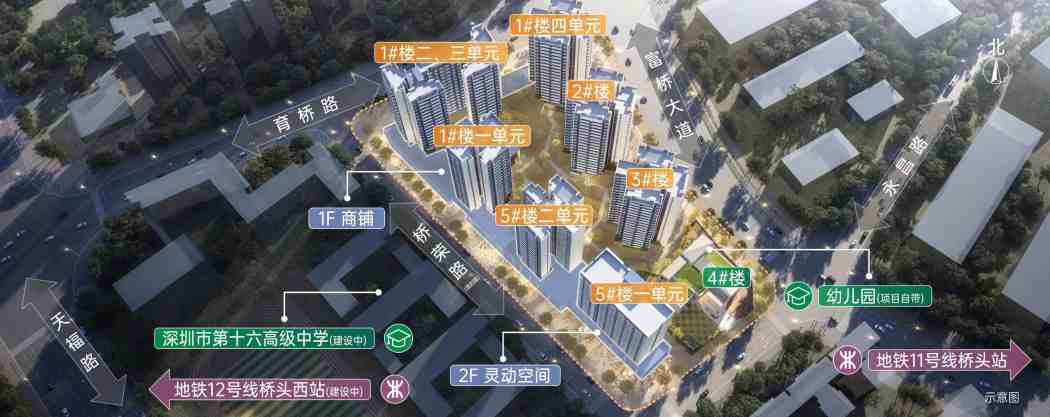 1#楼四单元
1#楼二、三单元
北
富桥大道
2#楼
育桥路
1#楼一单元
永昌路
3#楼
1F 商铺
5#楼二单元
桥荣路
4#楼
5#楼一单元
幼儿园(项目自带)
天福路
深圳市第十六高级中学(建设中)
地铁11号线桥头站
2F 灵动空间
地铁12号线桥头西站(建设中)
示意图